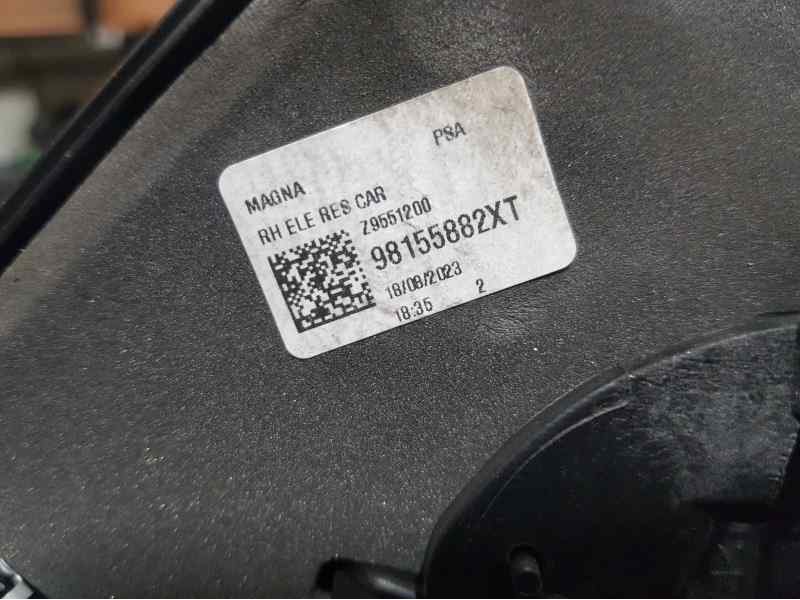 PSA
MAGNA
RH ELE RES CAR
Z9551200
98155882XT
18/08/2023
18:35 2